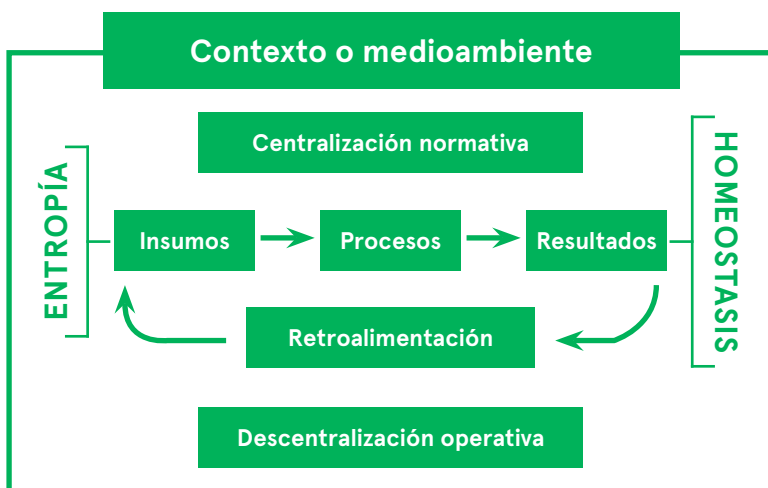 Contexto o medioambiente
Centralización normativa
ENTROPÍA
Insumos
Procesos
Resultados
HOMEOSTASIS
Retroalimentación
Descentralización operativa